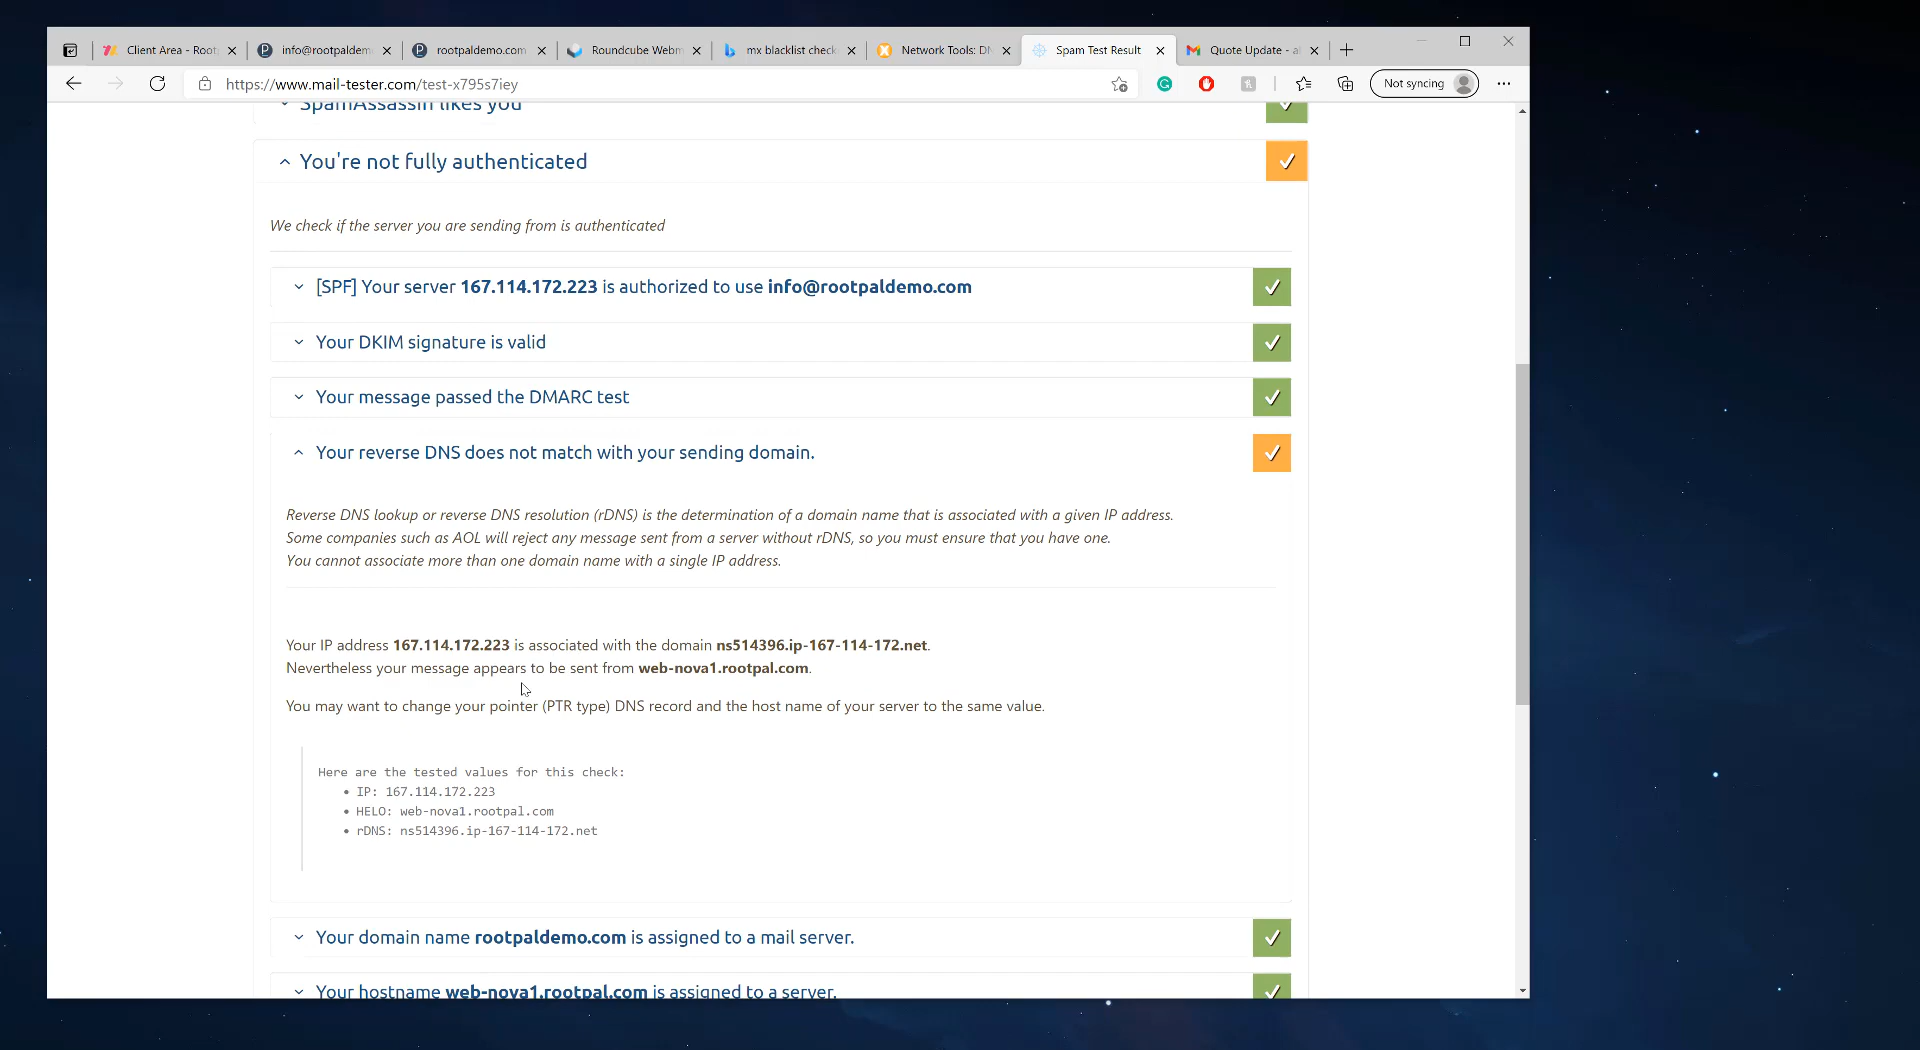 Client Area - Root
info@rootpaldem
rootpaldemo.com
Roundcube Webm
mx blacklist check
Network Tools: DN
Spam Test Result
Quote Update - a
https://www.mail-tester.com/test-x795s7iey
Not syncing
SpamAssassin likes you
You're not fully authenticated
We check if the server you are sending from is authenticated
[SPF] Your server 167.114.172.223 is authorized to use info@rootpaldemo.com
Your DKIM signature is valid
Your message passed the DMARC test
Your reverse DNS does not match with your sending domain.
Reverse DNS lookup or reverse DNS resolution (rDNS) is the determination of a domain name that is associated with a given IP address.
Some companies such as AOL will reject any message sent from a server without rDNS, so you must ensure that you have one.
You cannot associate more than one domain name with a single IP address.
Your IP address 167.114.172.223 is associated with the domain ns514396.ip-167-114-172.net.
Nevertheless your message appears to be sent from web-nova1.rootpal.com.
You may want to change your pointer (PTR type) DNS record and the host name of your server to the same value.
Here are the tested values for this check:
• IP: 167.114.172.223
• HELO: web-nova1.rootpal.com
• rDNS: ns514396.ip-167-114-172.net
Your domain name rootpaldemo.com is assigned to a mail server.
Your hostname web-nova1.rootpal.com is assigned to a server.